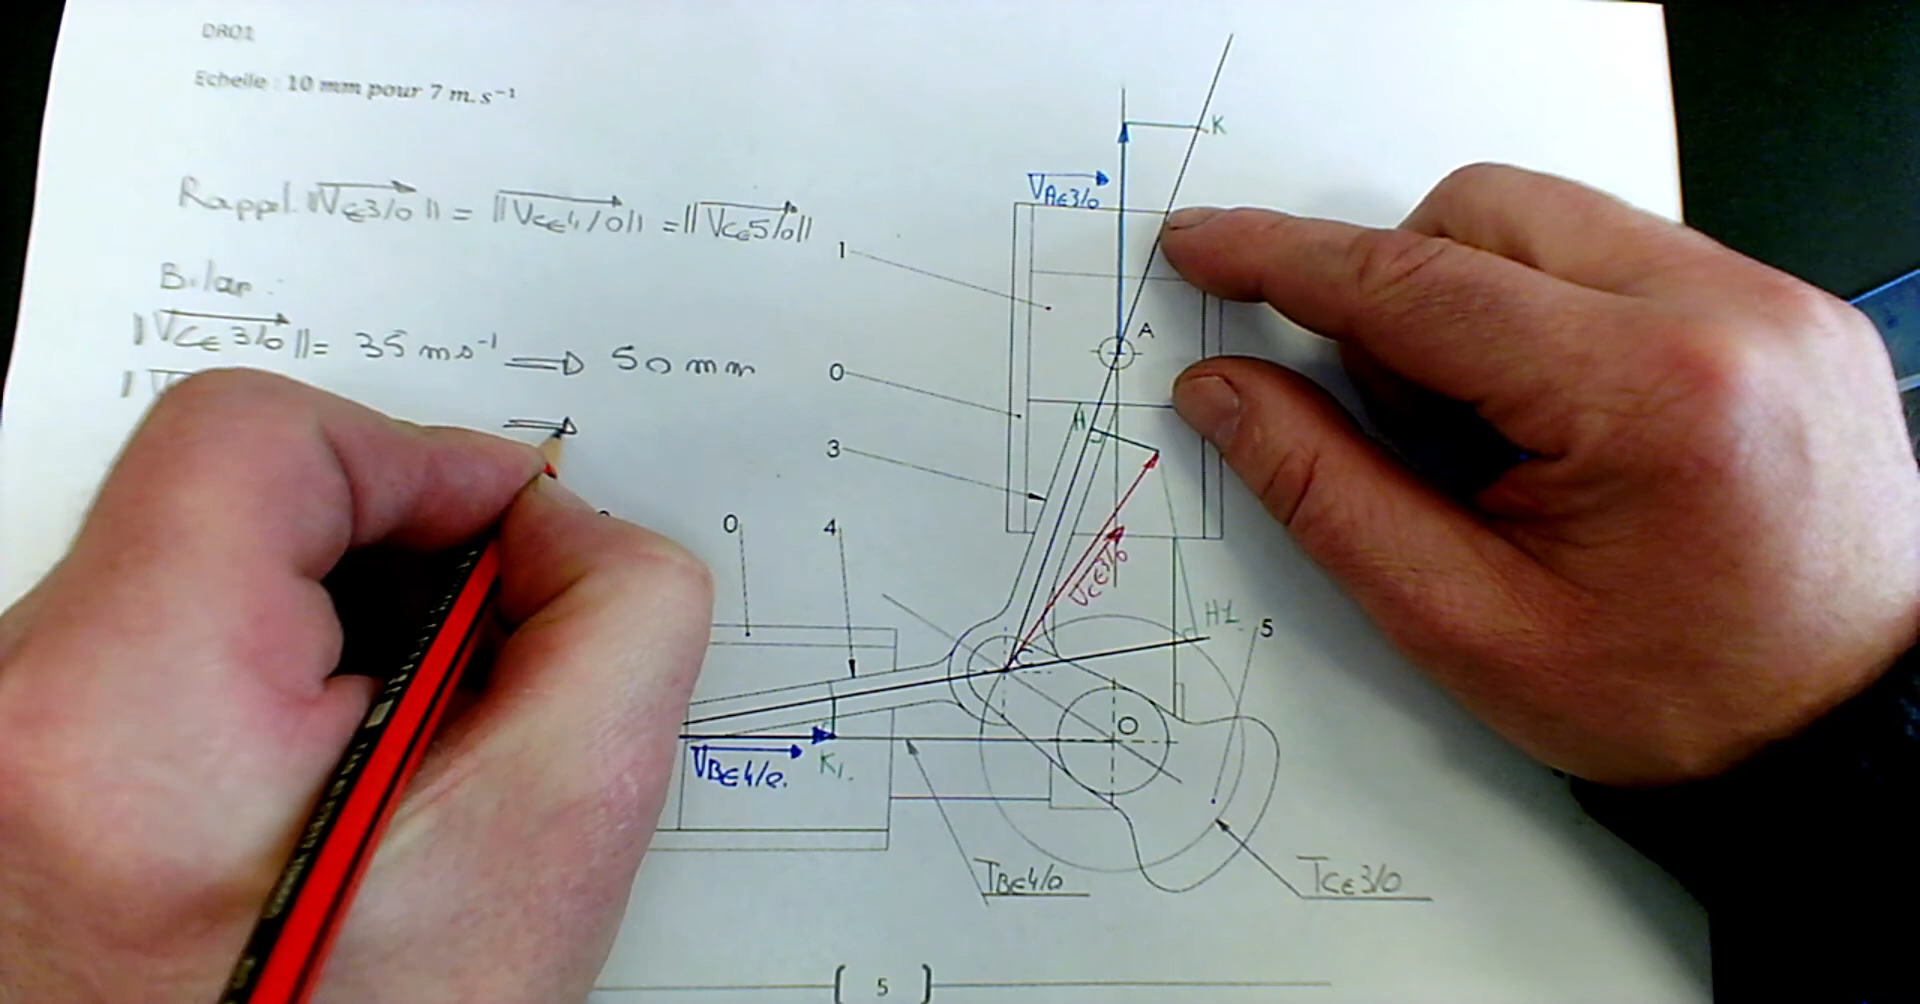 DR01
Echelle : 10 mm pour 7 m.s⁻¹
Rappel. ||VC∈3/0|| = ||VC∈4/0|| = ||VC∈5/0||
Bilan :
||VC∈3/0|| = 35 ms⁻¹ ⇒ 50 mm
⇒
K
VA∈3/0
1
A
0
H
3
0
4
VC∈3/0
H1
5
C
O
VB∈4/0.
K1.
TB∈4/0
TC∈3/0
5